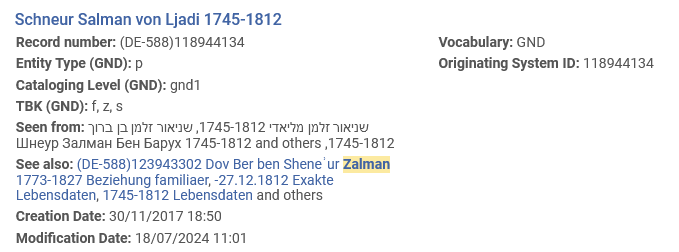 Schneur Salman von Ljadi 1745-1812
Record number: (DE-588)118944134
Vocabulary: GND
Entity Type (GND): p
Originating System ID: 118944134
Cataloging Level (GND): gnd1
TBK (GND): f, z, s
Seen from: שניאור זלמן מליאדי 1745-1812, שניאור זלמן בן ברוך
Шнеур Залман Бен Барух 1745-1812 and others ,1745-1812
See also: (DE-588)123943302 Dov Ber ben Sheneʾur Zalman
1773-1827 Beziehung familiaer, -27.12.1812 Exakte
Lebensdaten, 1745-1812 Lebensdaten and others
Creation Date: 30/11/2017 18:50
Modification Date: 18/07/2024 11:01